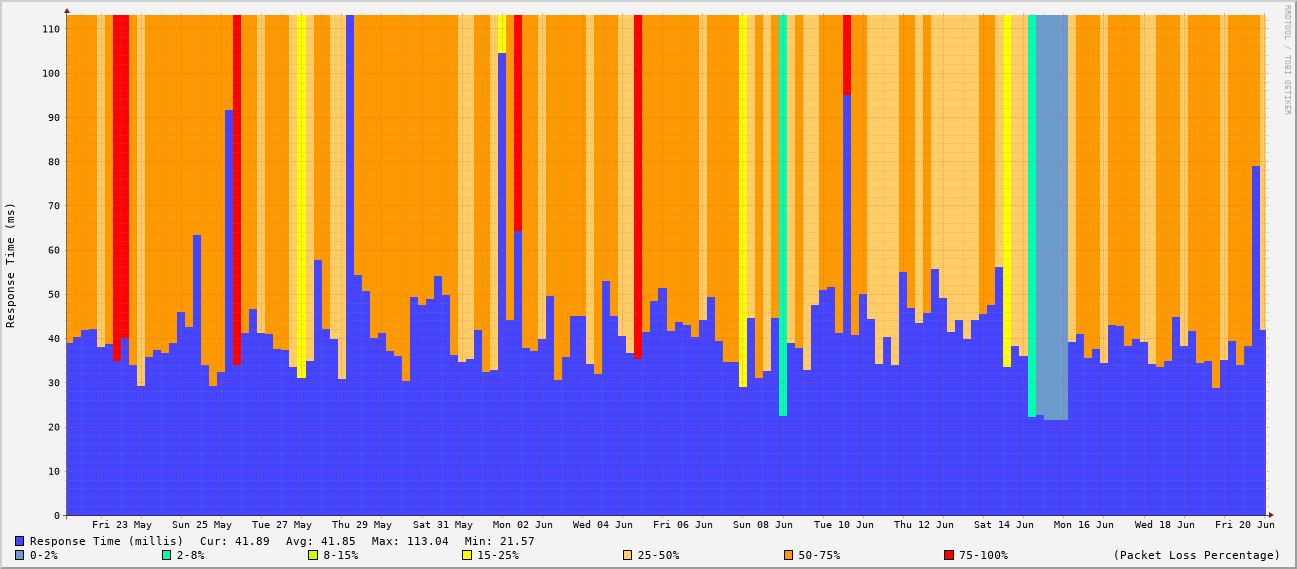 RRDTOOL / TOBI OETIKER
Response Time (ms)
110
100
90
80
70
60
50
40
30
20
10
0
Fri 23 May Sun 25 May Tue 27 May Thu 29 May Sat 31 May Mon 02 Jun Wed 04 Jun Fri 06 Jun Sun 08 Jun Tue 10 Jun Thu 12 Jun Sat 14 Jun Mon 16 Jun Wed 18 Jun Fri 20 Jun
Response Time (millis) Cur: 41.89 Avg: 41.85 Max: 113.04 Min: 21.57
0-2% 2-8% 8-15% 15-25% 25-50% 50-75% 75-100% (Packet Loss Percentage)